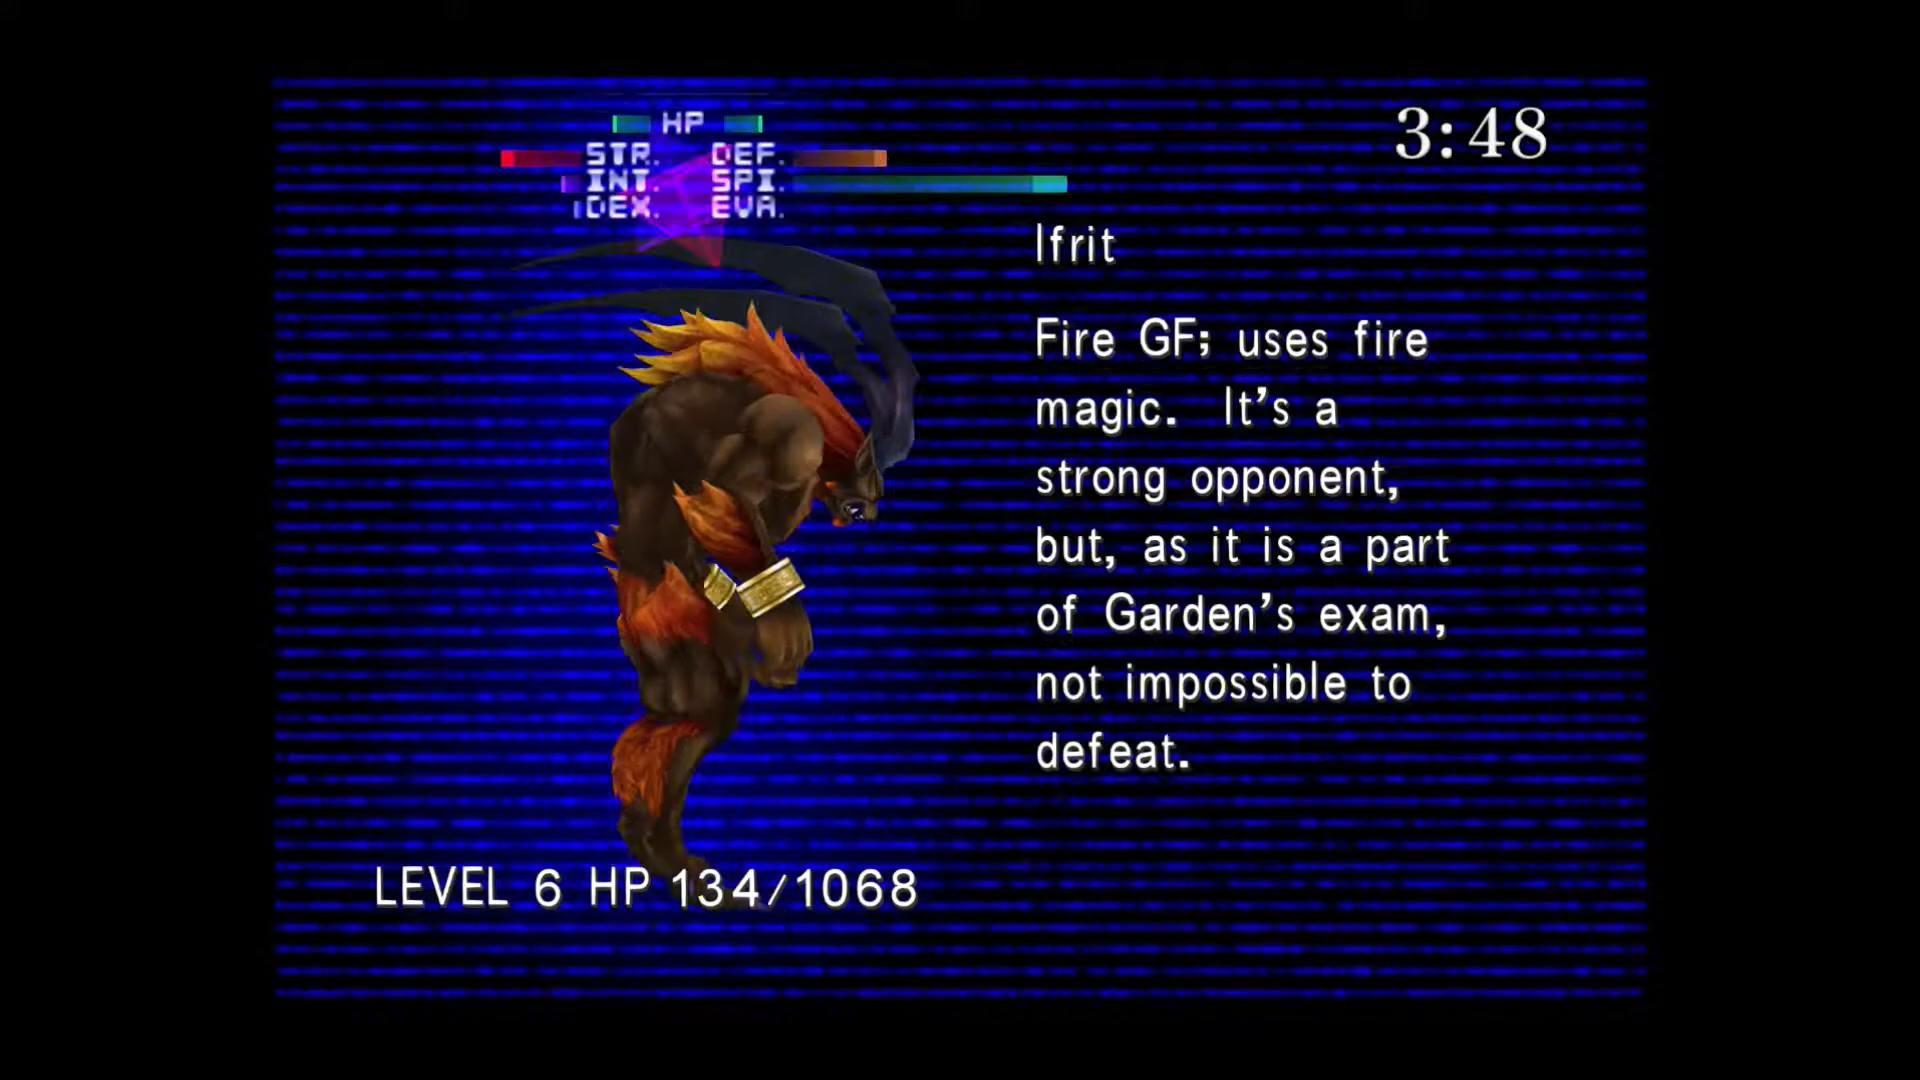 HP
STR. DEF.
INT. SPI.
DEX. EVA.
3:48
Ifrit
Fire GF; uses fire
magic. It's a
strong opponent,
but, as it is a part
of Garden's exam,
not impossible to
defeat.
LEVEL 6 HP 134/1068